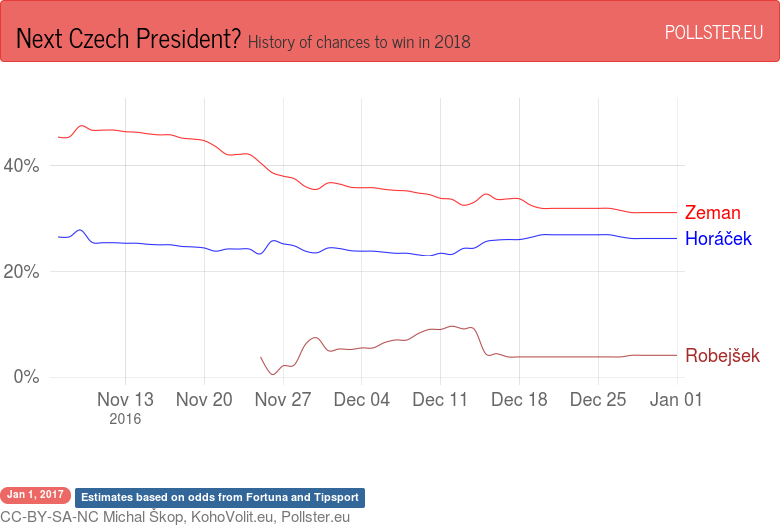 Next Czech President? History of chances to win in 2018
POLLSTER.EU
40%
20%
0%
Zeman
Horáček
Robejšek
Nov 13 Nov 20 Nov 27 Dec 04 Dec 11 Dec 18 Dec 25 Jan 01
2016
Jan 1, 2017 Estimates based on odds from Fortuna and Tipsport
CC-BY-SA-NC Michal Škop, KohoVolit.eu, Pollster.eu